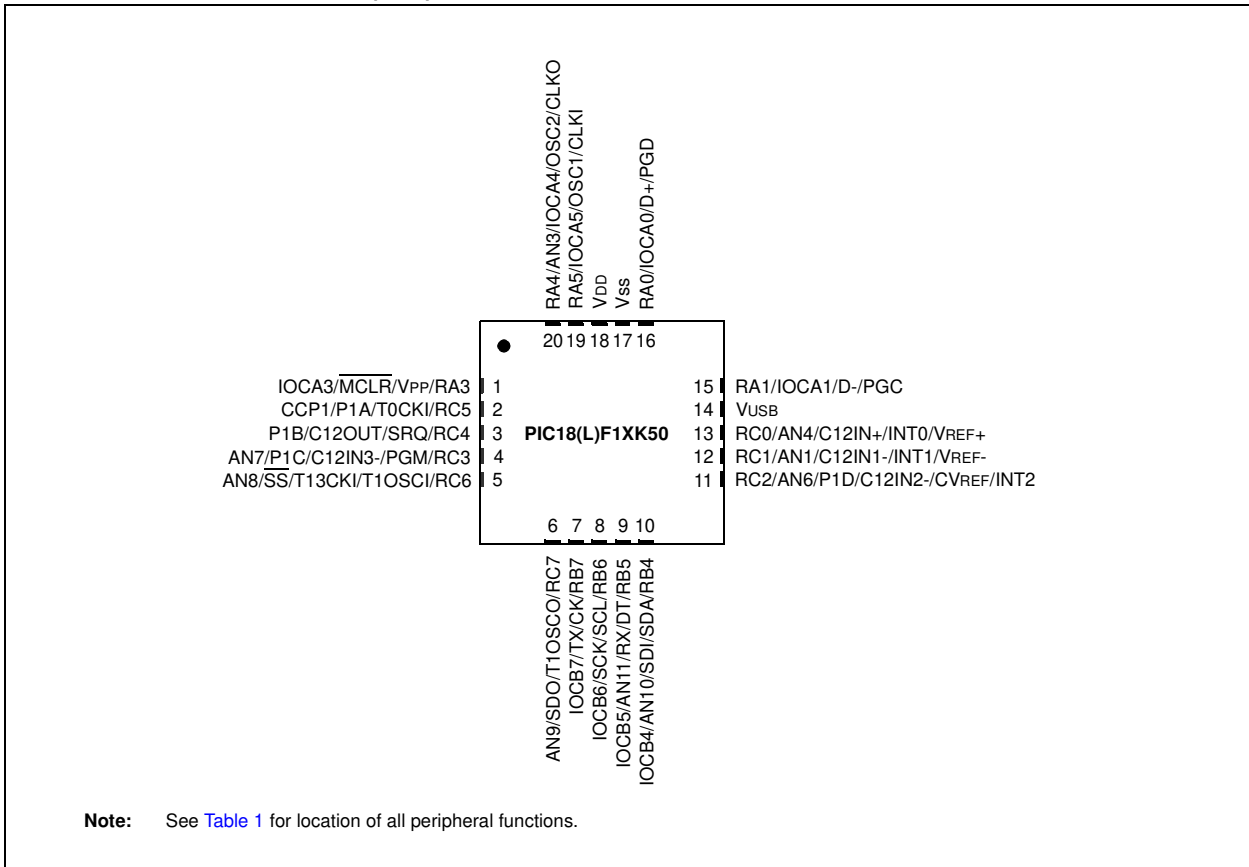 RA4/AN3/IOCA4/OSC2/CLKO
RA5/IOCA5/OSC1/CLKI
VDD
VSS
RA0/IOCA0/D+/PGD
20 19 18 17 16
IOCA3/MCLR/VPP/RA3 1
CCP1/P1A/T0CKI/RC5 2
P1B/C12OUT/SRQ/RC4 3
AN7/P1C/C12IN3-/PGM/RC3 4
AN8/SS/T13CKI/T1OSCI/RC6 5
PIC18(L)F1XK50
15 RA1/IOCA1/D-/PGC
14 VUSB
13 RC0/AN4/C12IN+/INT0/VREF+
12 RC1/AN1/C12IN1-/INT1/VREF-
11 RC2/AN6/P1D/C12IN2-/CVREF/INT2
6 7 8 9 10
AN9/SDO/T1OSCO/RC7
IOCB7/TX/CK/RB7
IOCB6/SCK/SCL/RB6
IOCB5/AN11/RX/DT/RB5
IOCB4/AN10/SDI/SDA/RB4
Note: See Table 1 for location of all peripheral functions.